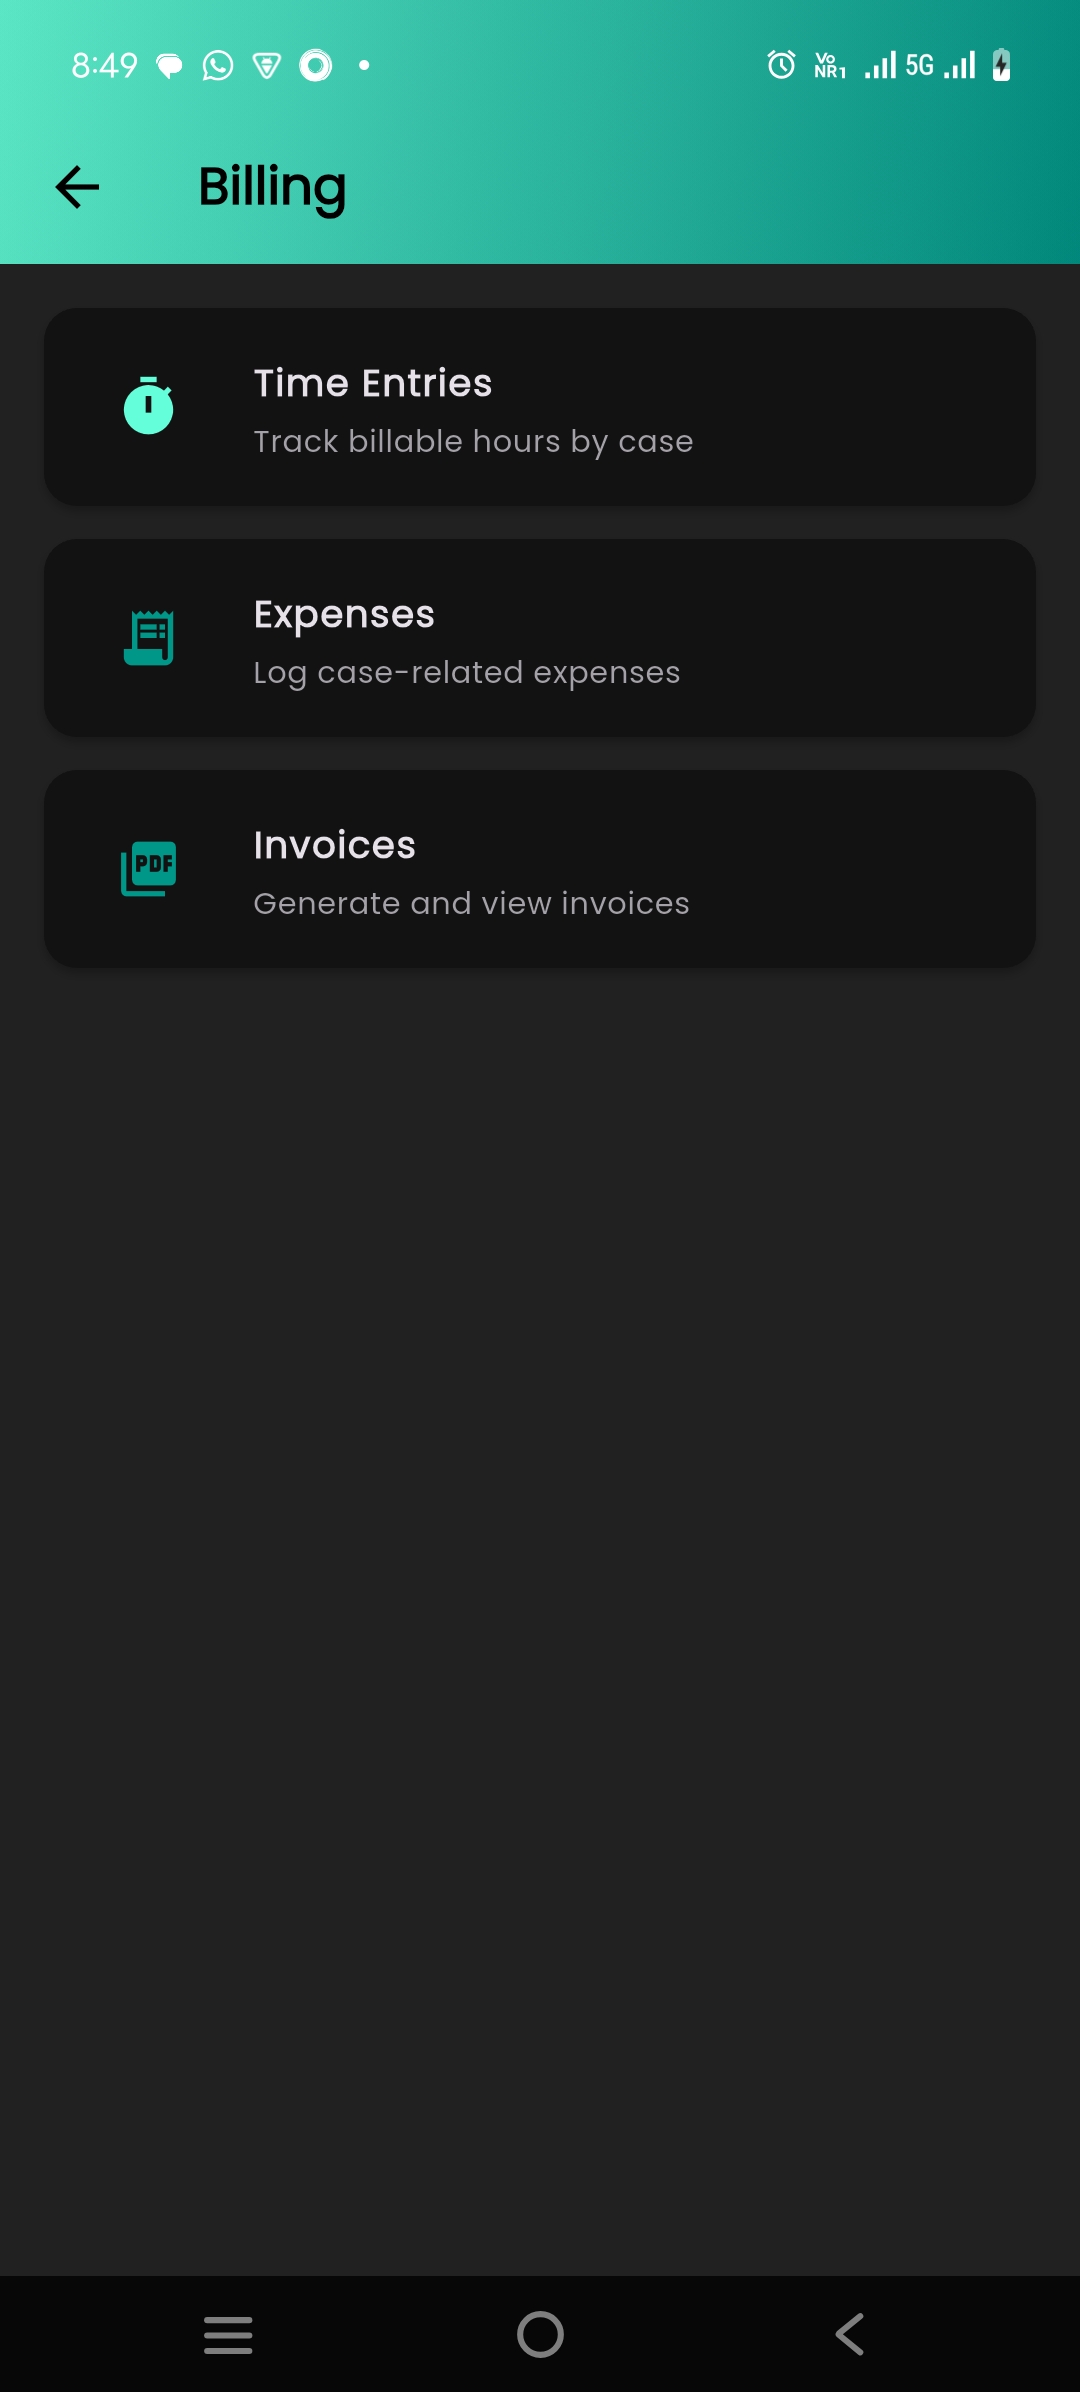 8:49
Vo
NR1
5G
Billing
Time Entries
Track billable hours by case
Expenses
Log case-related expenses
PDF
Invoices
Generate and view invoices